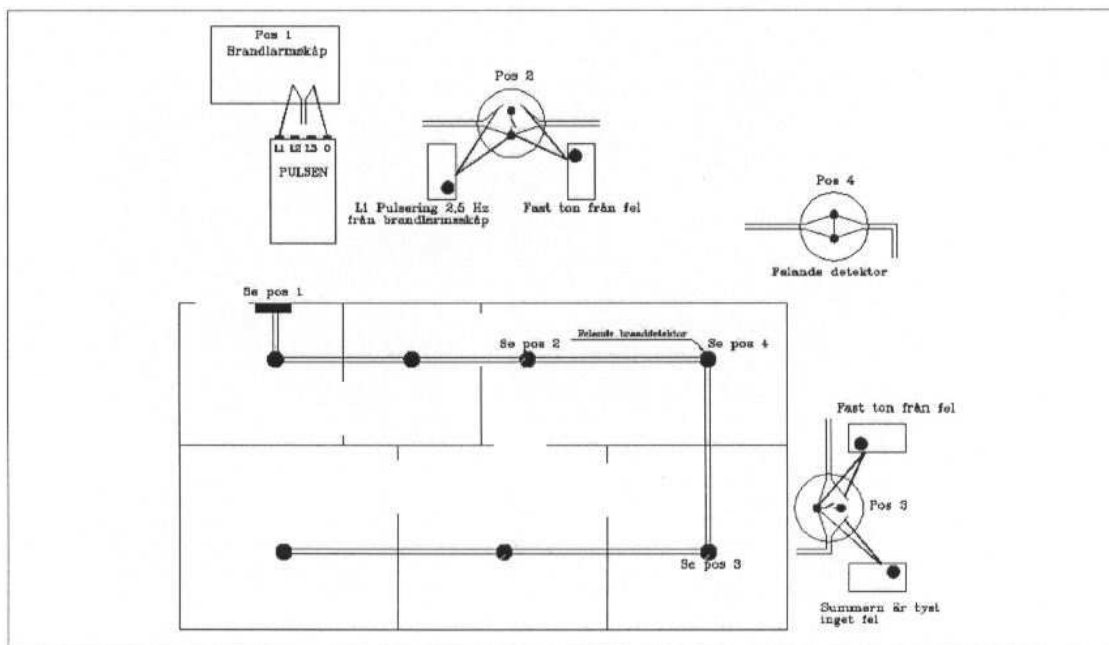 Pos 1
Brandlarmskåp
L1 L2 L3 0
PULSEN
Pos 2
L1 Pulsering 2,5 Hz
från brandlarmsskåp
Fast ton från fel
Pos 4
Felande detektor
Se pos 1
Se pos 2
Felande branddetektor
Se pos 4
Fast ton från fel
Pos 3
Se pos 3
Summern är tyst
inget fel